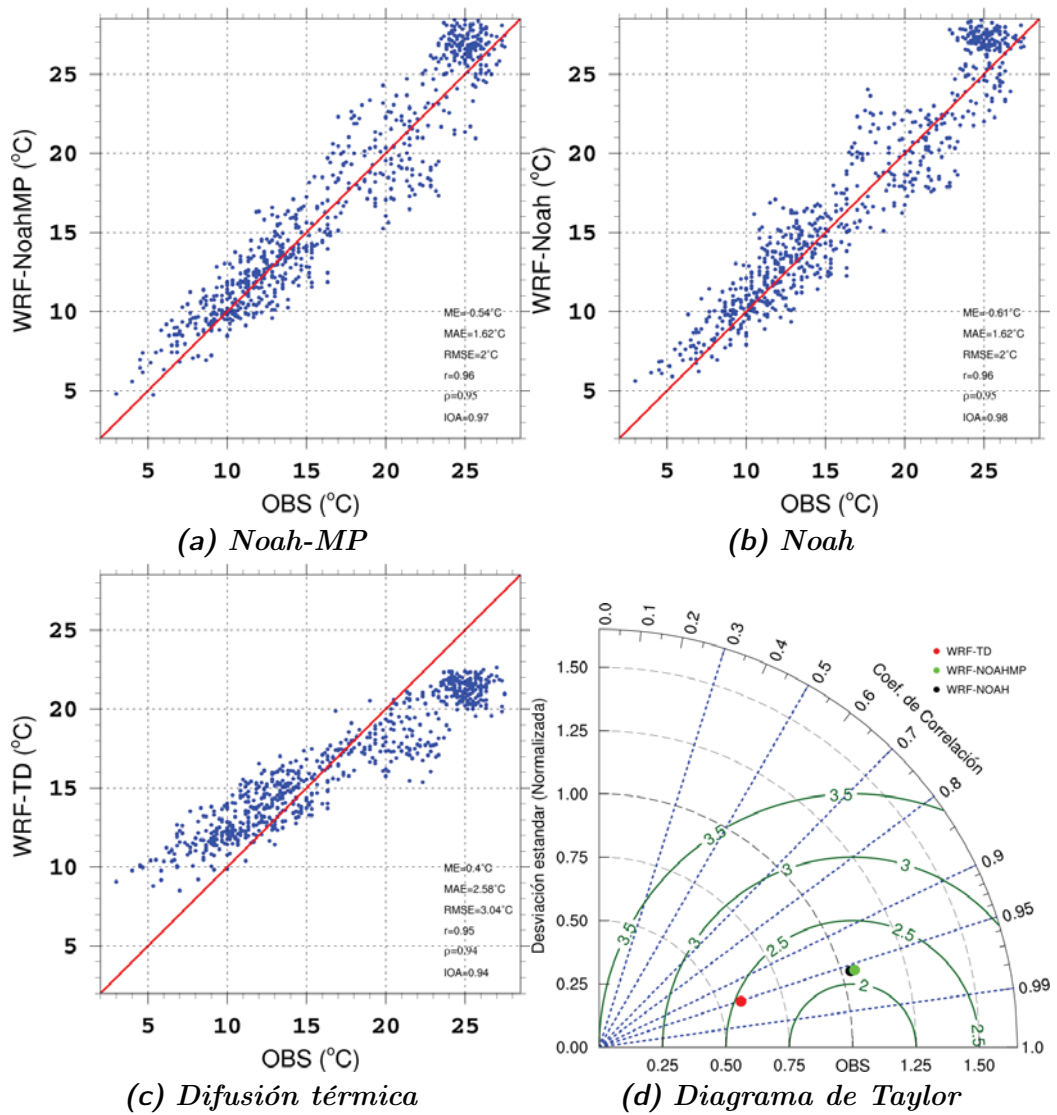 WRF-NoahMP (°C)
25
20
15
10
5
ME=-0.54°C
MAE=1.62°C
RMSE=2°C
r=0.96
ρ=0.95
IOA=0.97
5 10 15 20 25
OBS (°C)
(a) Noah-MP
WRF-Noah (°C)
25
20
15
10
5
ME=-0.61°C
MAE=1.62°C
RMSE=2°C
r=0.96
ρ=0.95
IOA=0.98
5 10 15 20 25
OBS (°C)
(b) Noah
WRF-TD (°C)
25
20
15
10
5
ME=0.4°C
MAE=2.58°C
RMSE=3.04°C
r=0.95
ρ=0.94
IOA=0.94
5 10 15 20 25
OBS (°C)
(c) Difusión térmica
Desviación estandar (Normalizada)
1.50
1.25
1.00
0.75
0.50
0.25
0.00
0.0
0.1
0.2
0.3
0.4
0.5
0.6
0.7
0.8
0.9
0.95
0.99
1.0
Coef. de Correlación
WRF-TD
WRF-NOAHMP
WRF-NOAH
3.5
3.5
3.5
3
3
3
2.5
2.5
2.5
2
0.25 0.50 0.75 OBS 1.25 1.50
(d) Diagrama de Taylor